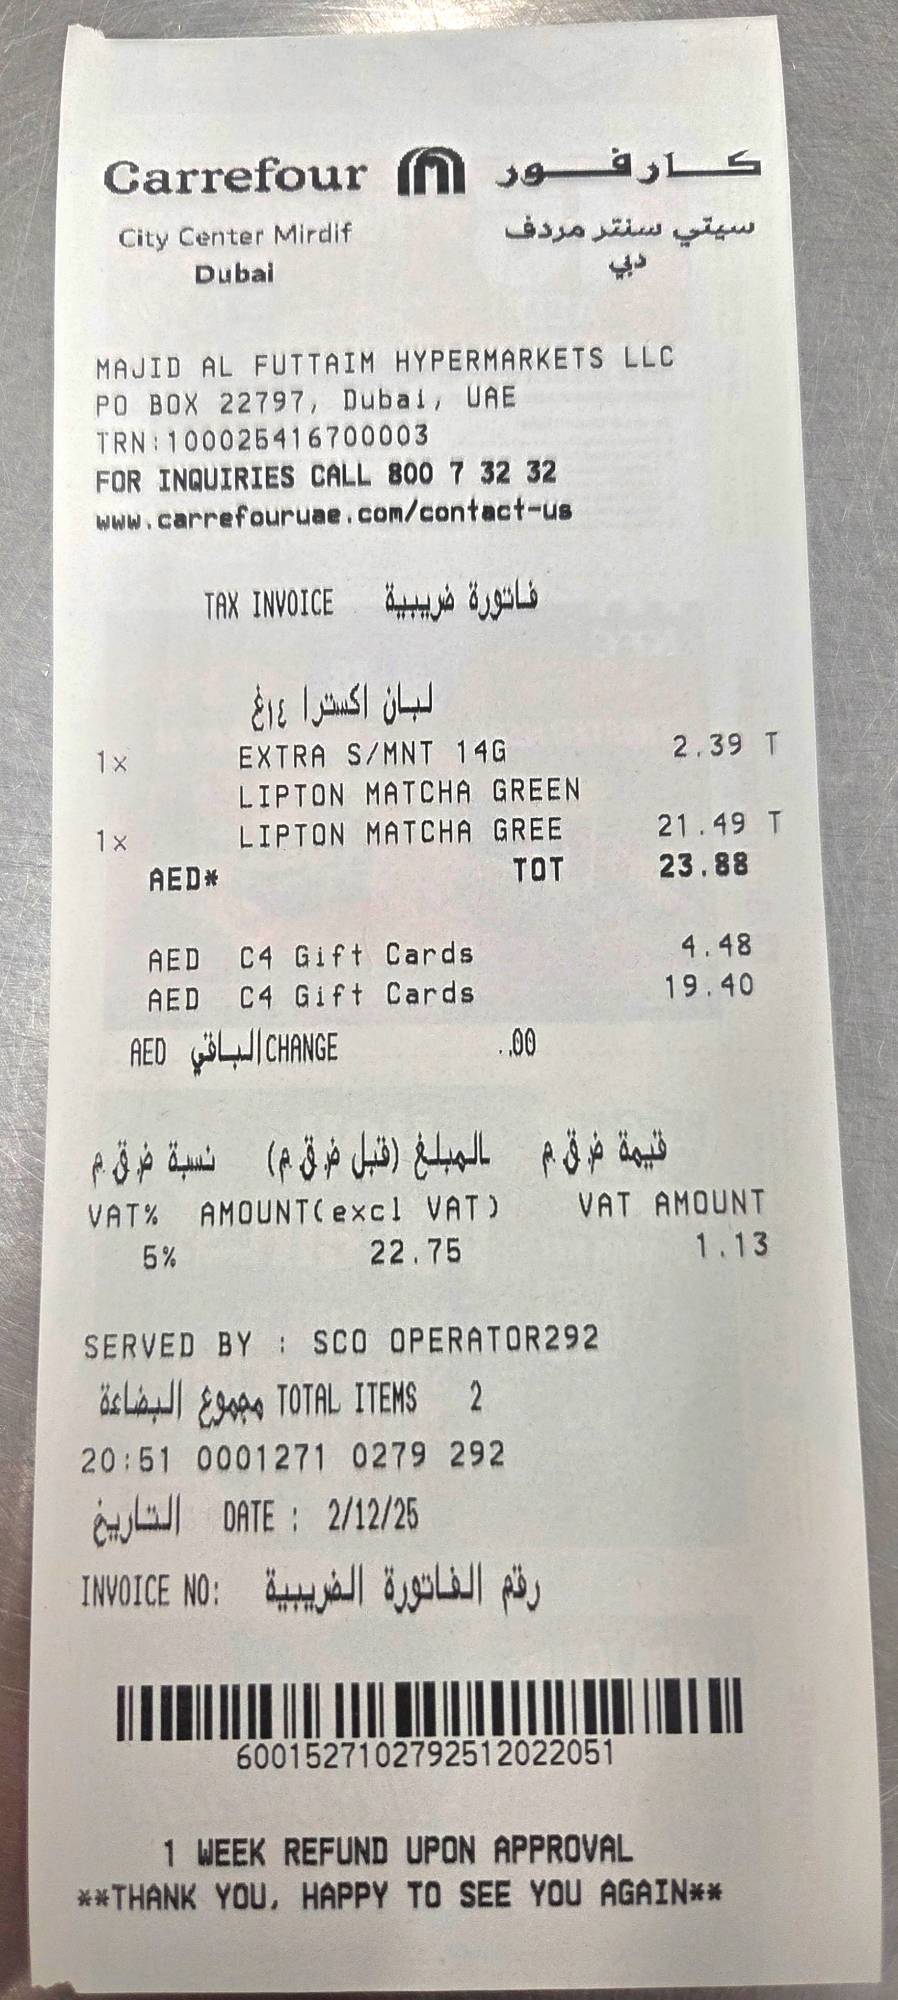 Carrefour كارفور
City Center Mirdif سيتي سنتر مردف
Dubai دبي
MAJID AL FUTTAIM HYPERMARKETS LLC
PO BOX 22797, Dubai, UAE
TRN:100025416700003
FOR INQUIRIES CALL 800 7 32 32
www.carrefouruae.com/contact-us
TAX INVOICE فاتورة ضريبية
لبان اكسترا ١٤غ
1x EXTRA S/MNT 14G 2.39 T
LIPTON MATCHA GREEN
1x LIPTON MATCHA GREE 21.49 T
AED* TOT 23.88
AED C4 Gift Cards 4.48
AED C4 Gift Cards 19.40
AED الباقي CHANGE ..00
نسبة ض.ق.م المبلغ (قبل ض.ق.م) قيمة ض.ق.م
VAT% AMOUNT(excl VAT) VAT AMOUNT
5% 22.75 1.13
SERVED BY : SCO OPERATOR292
مجموع البضاعة TOTAL ITEMS 2
20:51 0001271 0279 292
التاريخ DATE : 2/12/25
INVOICE NO: رقم الفاتورة الضريبية
6001527102792512022051
1 WEEK REFUND UPON APPROVAL
**THANK YOU, HAPPY TO SEE YOU AGAIN**